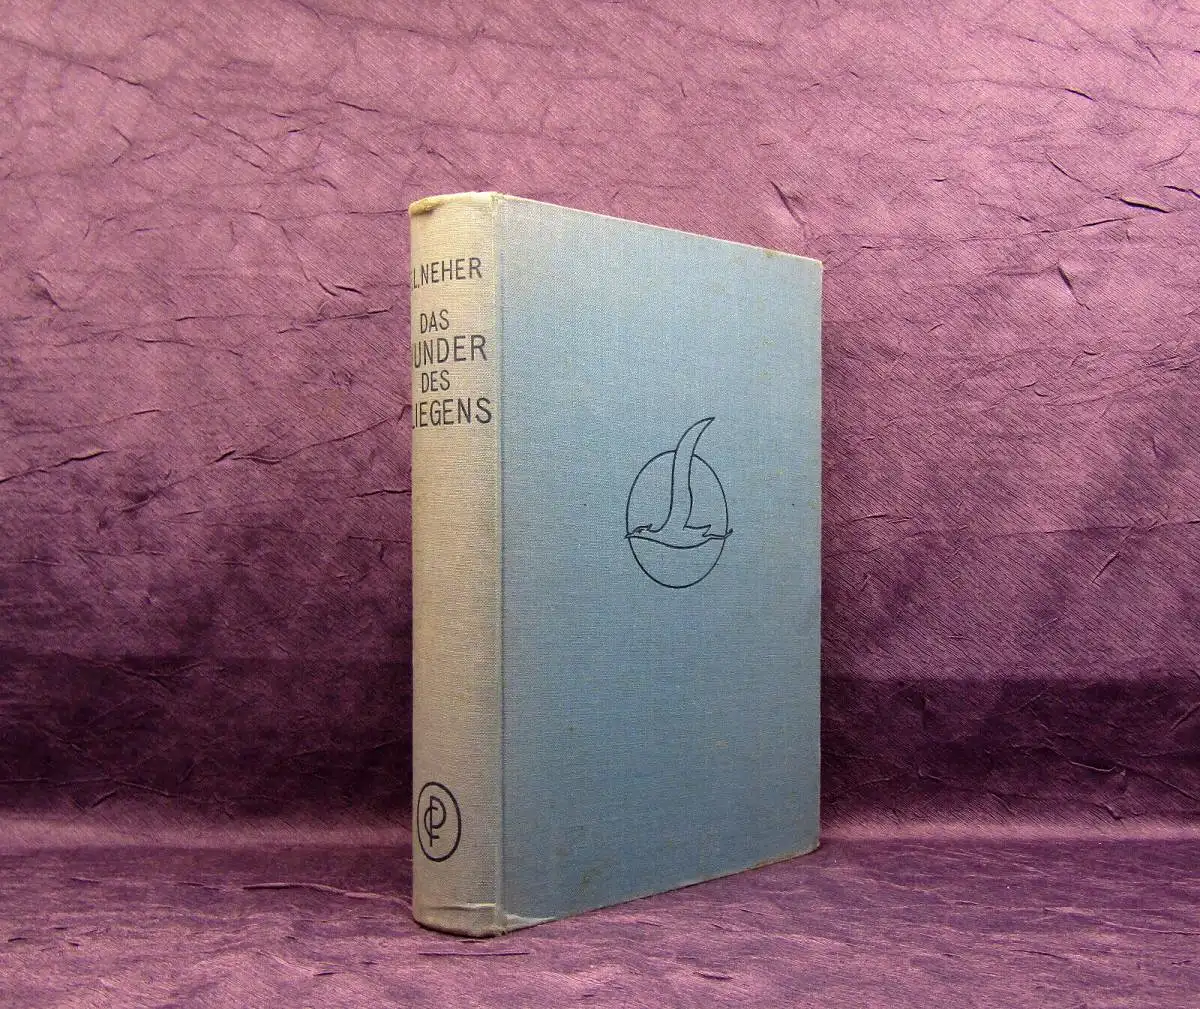 L. NEHER
DAS
UNDER
DES
LIEGENS